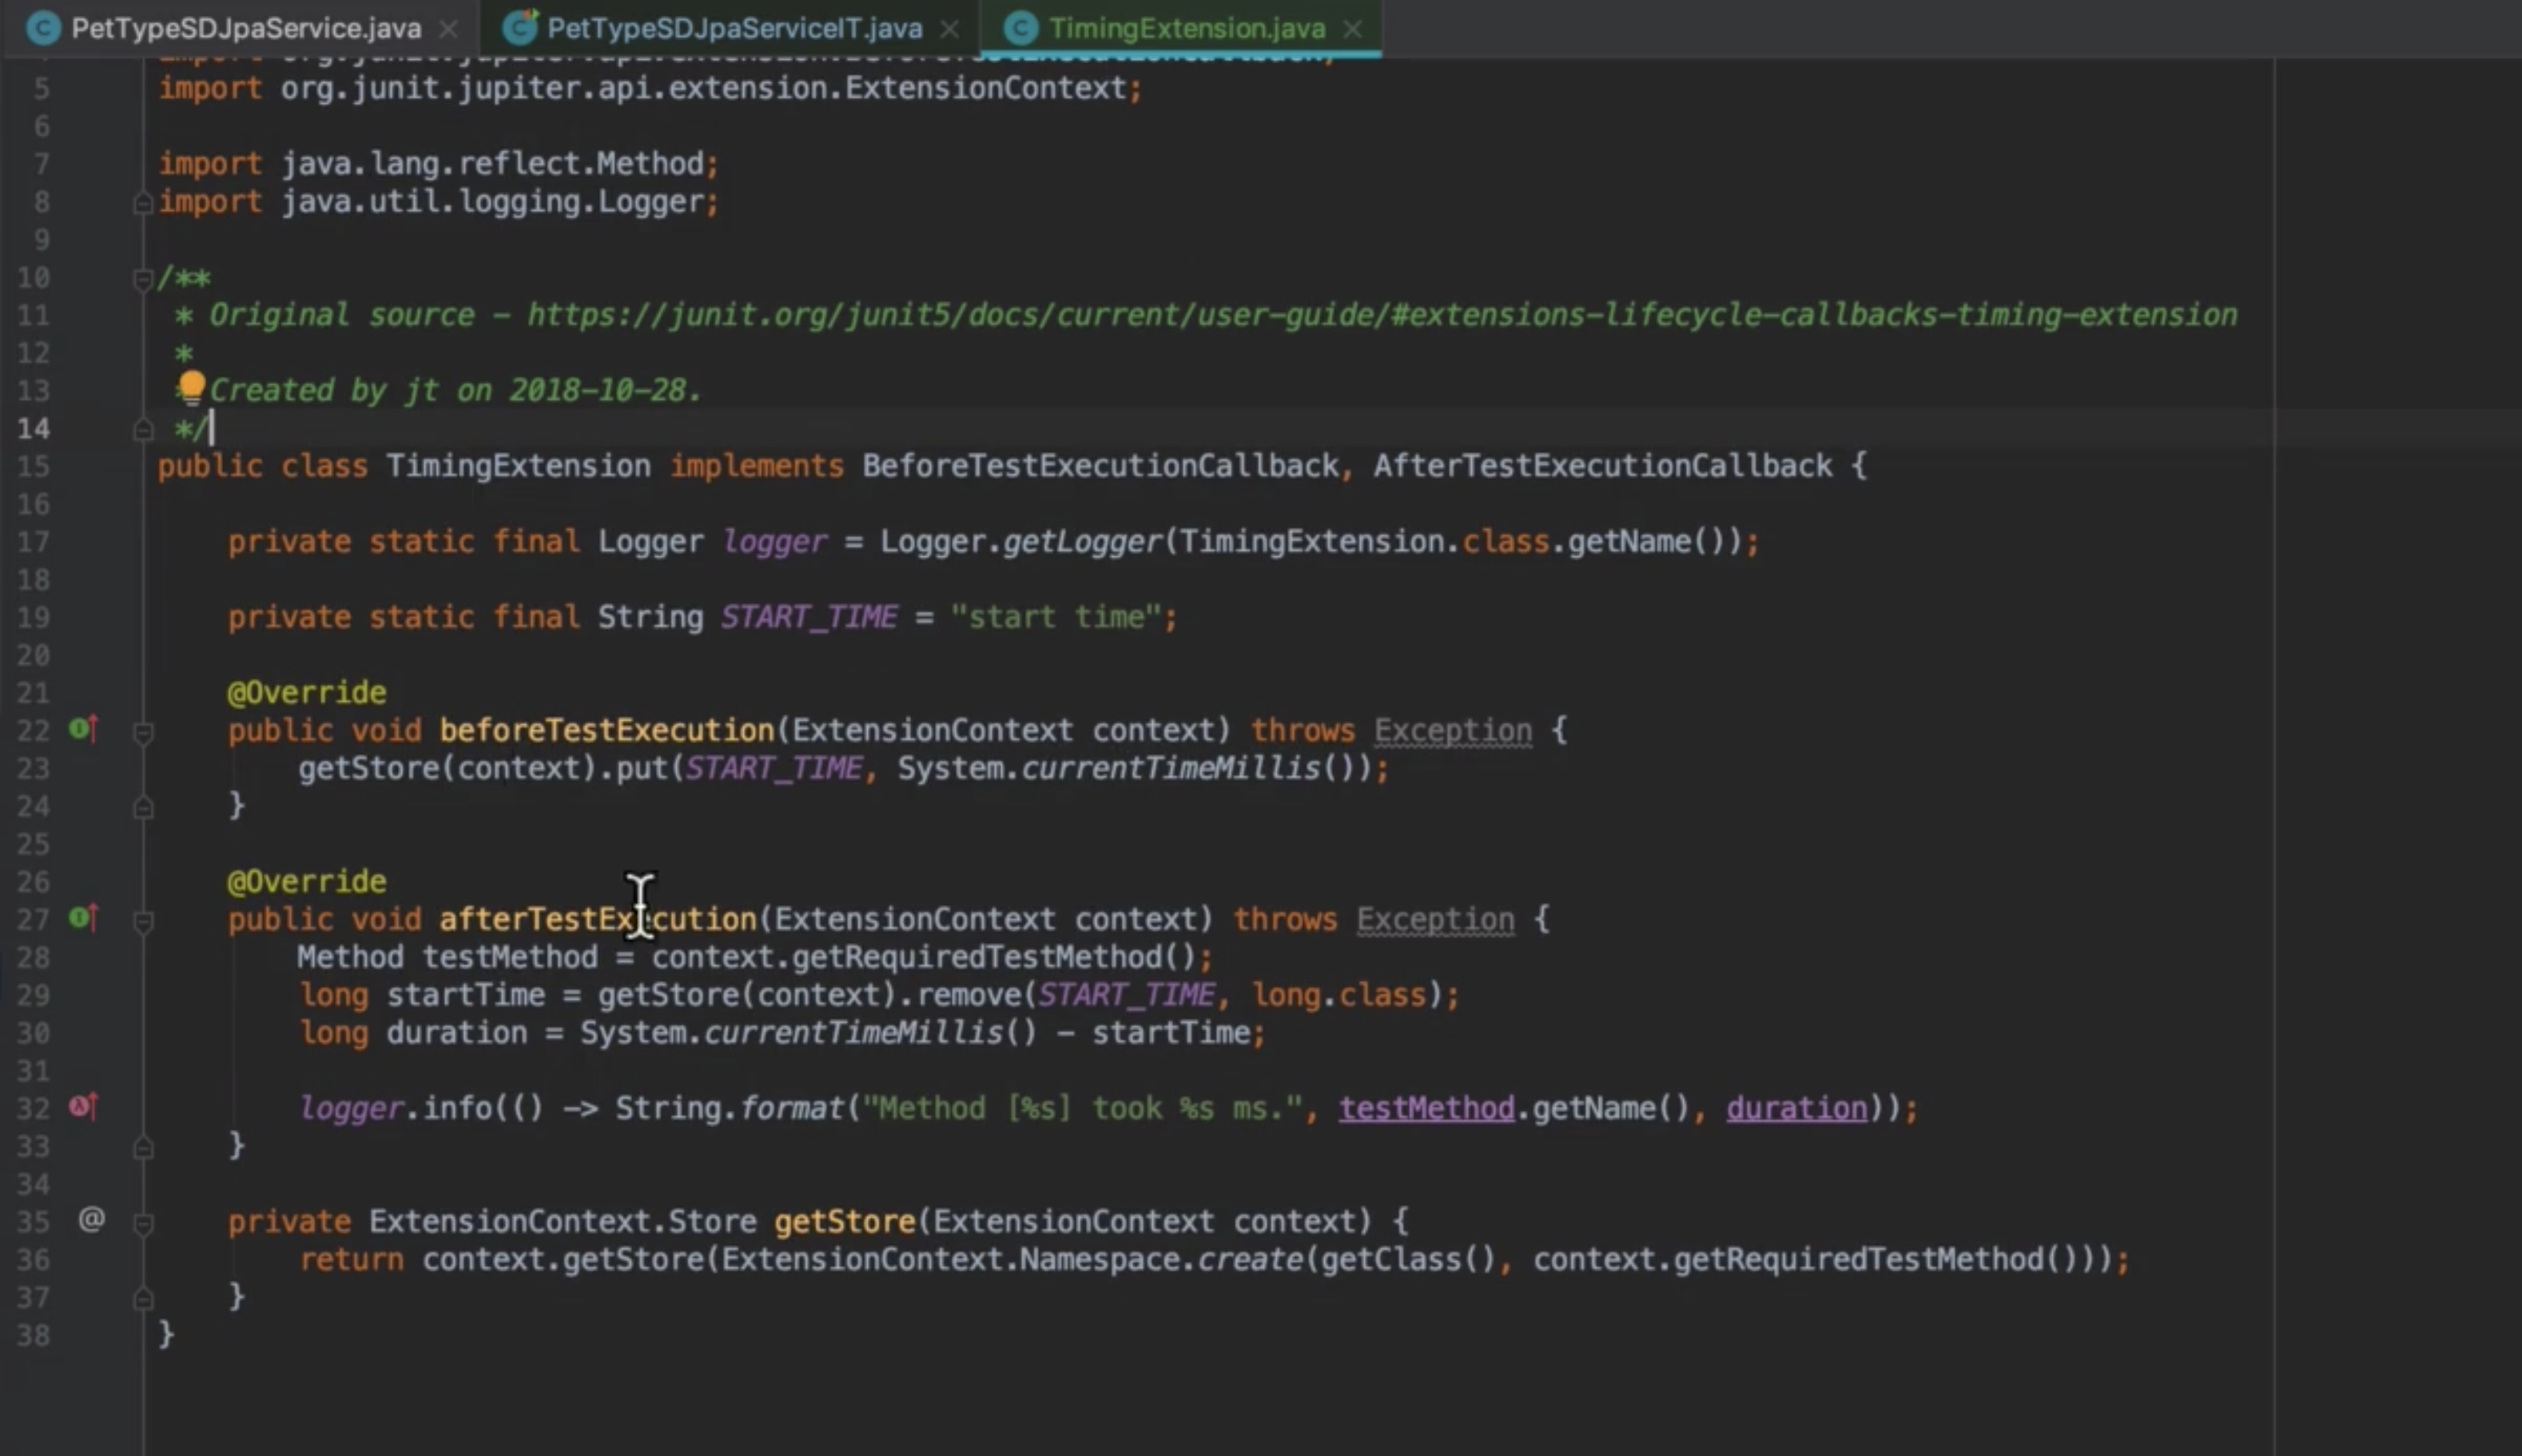 PetTypeSDJpaService.java
PetTypeSDJpaServiceIT.java
TimingExtension.java
5 import org.junit.jupiter.api.extension.ExtensionContext;
6
7 import java.lang.reflect.Method;
8 import java.util.logging.Logger;
9
10 /**
11 * Original source - https://junit.org/junit5/docs/current/user-guide/#extensions-lifecycle-callbacks-timing-extension
12 *
13 Created by jt on 2018-10-28.
14 */
15 public class TimingExtension implements BeforeTestExecutionCallback, AfterTestExecutionCallback {
16
17 private static final Logger logger = Logger.getLogger(TimingExtension.class.getName());
18
19 private static final String START_TIME = "start time";
20
21 @Override
22 public void beforeTestExecution(ExtensionContext context) throws Exception {
23 getStore(context).put(START_TIME, System.currentTimeMillis());
24 }
25
26 @Override
27 public void afterTestExecution(ExtensionContext context) throws Exception {
28 Method testMethod = context.getRequiredTestMethod();
29 long startTime = getStore(context).remove(START_TIME, long.class);
30 long duration = System.currentTimeMillis() - startTime;
31
32 logger.info(() -> String.format("Method [%s] took %s ms.", testMethod.getName(), duration));
33 }
34
35 @ private ExtensionContext.Store getStore(ExtensionContext context) {
36 return context.getStore(ExtensionContext.Namespace.create(getClass(), context.getRequiredTestMethod()));
37 }
38 }